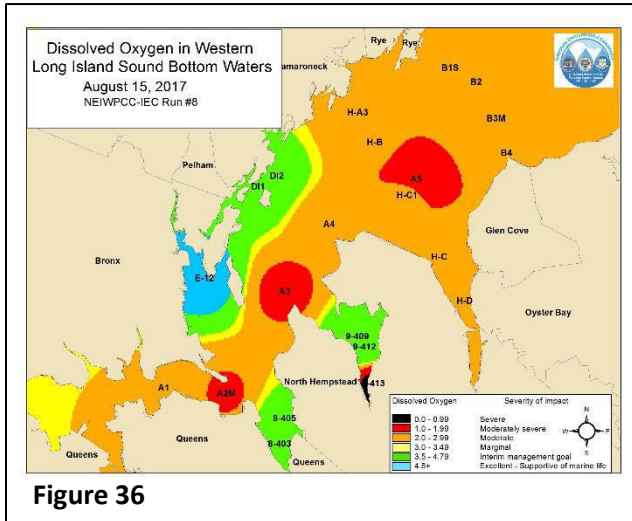 Dissolved Oxygen in Western
Long Island Sound Bottom Waters
August 15, 2017
NEIWPCC-IEC Run #8
Rye
Rye
amaroneck
B1S
B2
H-A3
B3M
H-B
B4
Pelham
DI2
DI1
A5
H-C1
A4
Glen Cove
Bronx
H-C
E-12
A3
H-D
Oyster Bay
9-409
9-412
North Hempstead
9-413
A1
A2M
8-405
8-403
Queens
Queens
Queens
Dissolved Oxygen Severity of Impact
0.0 - 0.99 Severe
1.0 - 1.99 Moderately severe
2.0 - 2.99 Moderate
3.0 - 3.49 Marginal
3.5 - 4.79 Interim management goal
4.8+ Excellent - Supportive of marine life
N
W E
S
Figure 36